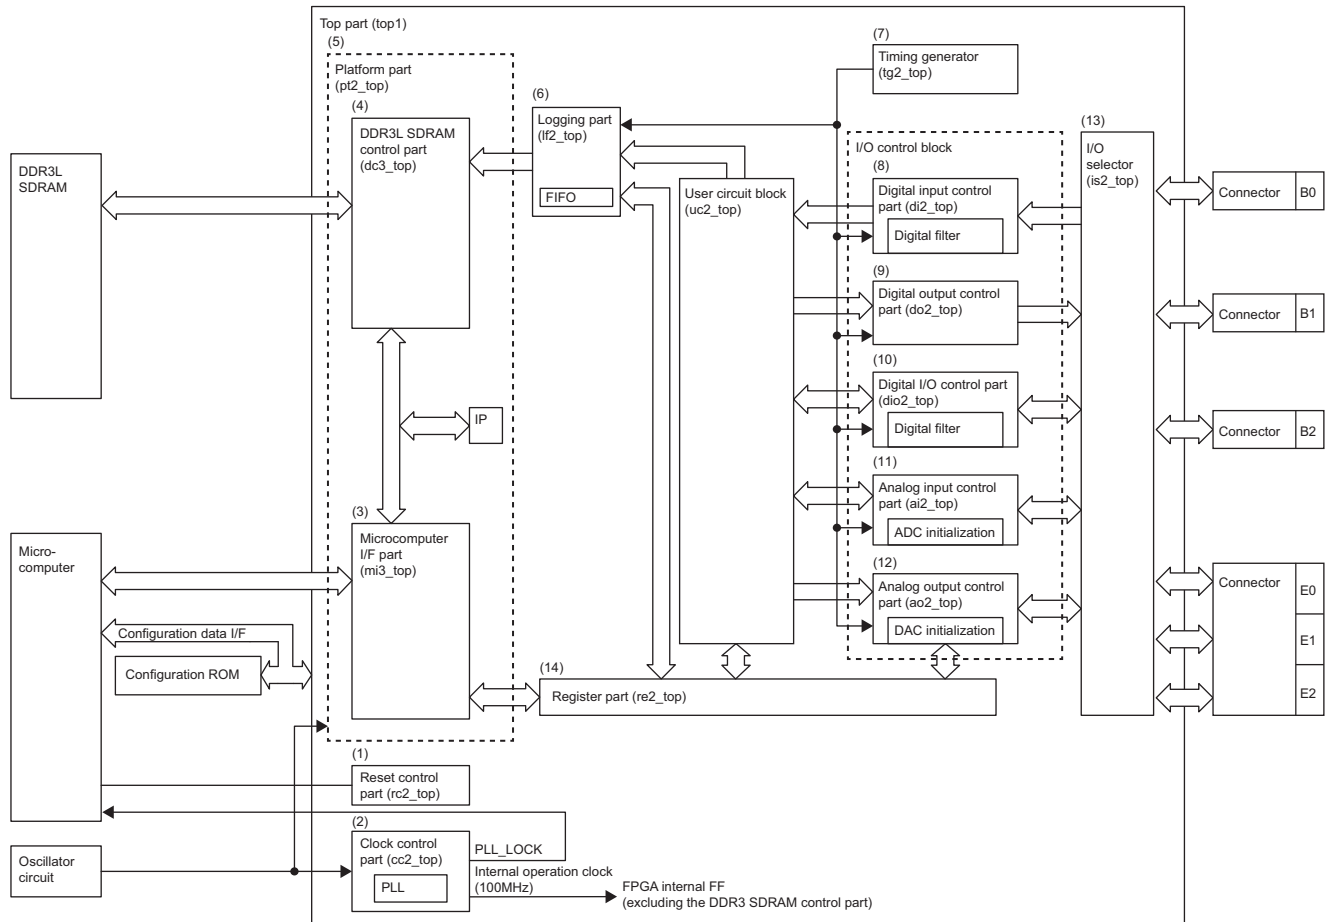 Top part (top1)
(5)
Platform part
(pt2_top)
(4)
DDR3L SDRAM
control part
(dc3_top)
(6)
Logging part
(lf2_top)
FIFO
(7)
Timing generator
(tg2_top)
I/O control block
(8)
Digital input control
part (di2_top)
Digital filter
(9)
Digital output control
part (do2_top)
(10)
Digital I/O control part
(dio2_top)
Digital filter
(11)
Analog input control
part (ai2_top)
ADC initialization
(12)
Analog output control
part (ao2_top)
DAC initialization
(13)
I/O
selector
(is2_top)
User circuit block
(uc2_top)
DDR3L
SDRAM
Connector
B0
Connector
B1
Connector
B2
Connector
E0
E1
E2
IP
(3)
Microcomputer
I/F part
(mi3_top)
Micro-
computer
Configuration data I/F
Configuration ROM
(14)
Register part (re2_top)
(1)
Reset control
part (rc2_top)
(2)
Clock control
part (cc2_top)
PLL
PLL_LOCK
Internal operation clock
(100MHz)
FPGA internal FF
(excluding the DDR3 SDRAM control part)
Oscillator
circuit